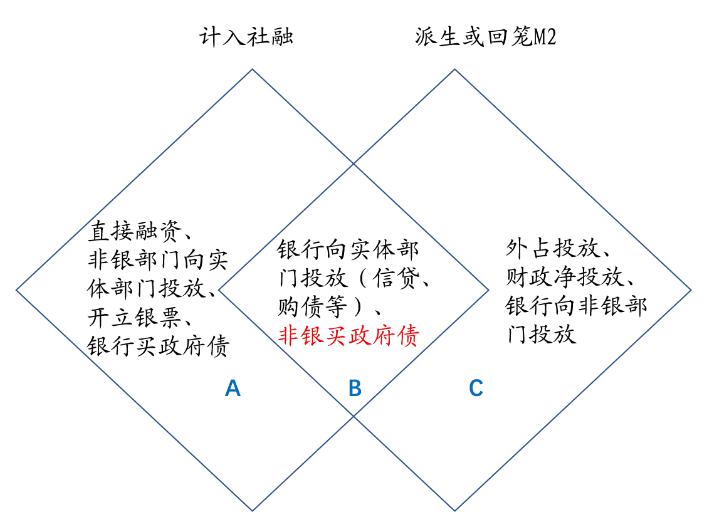 计入社融
派生或回笼M2
直接融资、
非银部门向实
体部门投放、
开立银票、
银行买政府债
银行向实体部
门投放（信贷、
购债等）、
非银买政府债
外占投放、
财政净投放、
银行向非银部
门投放
A
B
C